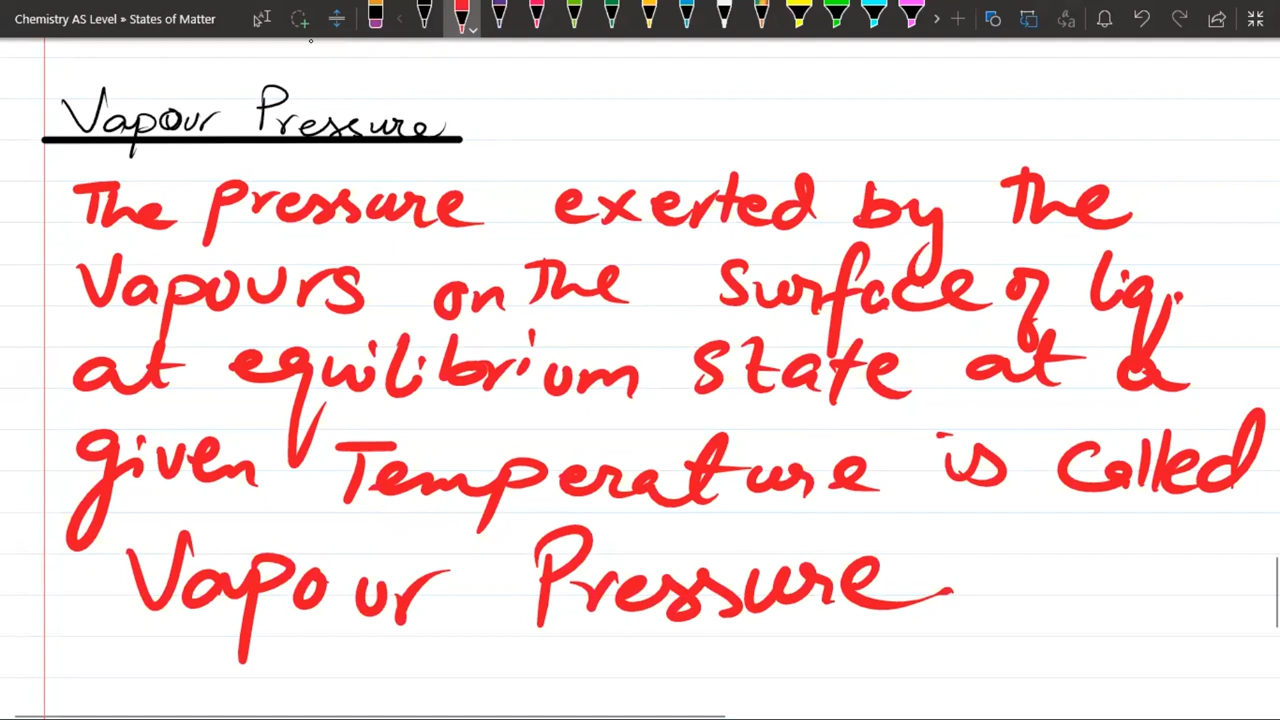 Chemistry AS Level » States of Matter
Vapour Pressure
The pressure exerted by the
Vapours on the surface of liq.
at equilibrium state at a
given Temperature is called
Vapour Pressure